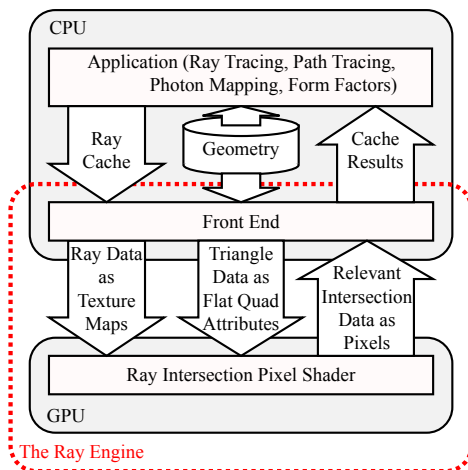 CPU
Application (Ray Tracing, Path Tracing,
Photon Mapping, Form Factors)
Ray
Cache
Geometry
Cache
Results
Front End
Ray Data
as
Texture
Maps
Triangle
Data as
Flat Quad
Attributes
Relevant
Intersection
Data as
Pixels
Ray Intersection Pixel Shader
GPU
The Ray Engine